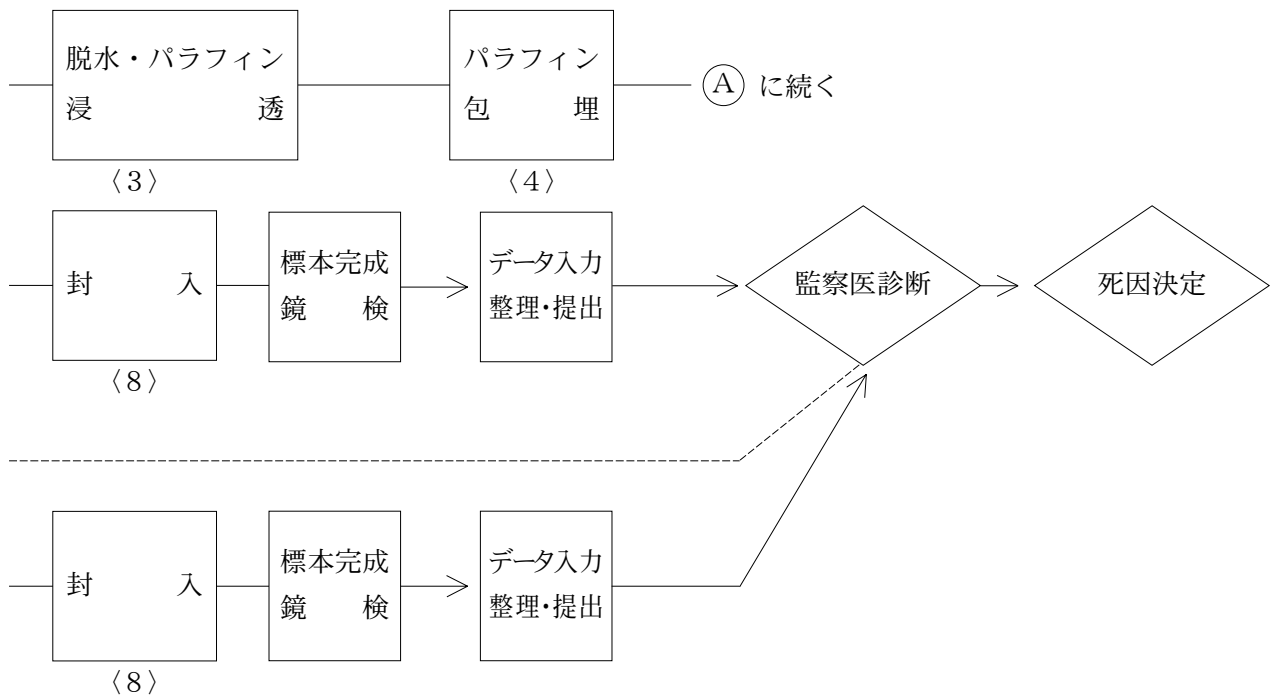 脱水・パラフィン
浸透
〈3〉
パラフィン
包埋
〈4〉
Ⓐ に続く
封入
〈8〉
標本完成
鏡検
データ入力
整理・提出
監察医診断
死因決定
封入
〈8〉
標本完成
鏡検
データ入力
整理・提出